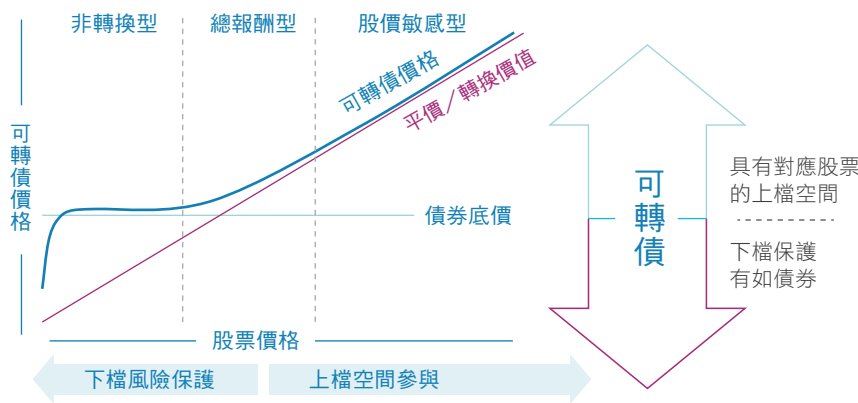 非轉換型
總報酬型
股價敏感型
可轉債價格
可轉債價格
平價／轉換價值
債券底價
股票價格
下檔風險保護
上檔空間參與
可轉債
具有對應股票
的上檔空間
下檔保護
有如債券